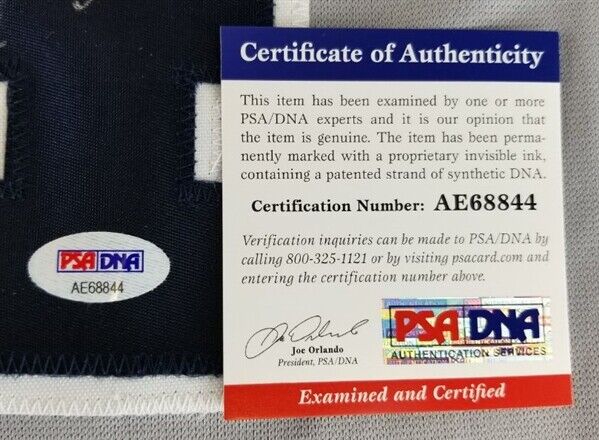 Certificate of Authenticity
This item has been examined by one or more
PSA/DNA experts and it is our opinion that
the item is genuine. The item has been perma-
nently marked with a proprietary invisible ink,
containing a patented strand of synthetic DNA.
Certification Number: AE68844
Verification inquiries can be made to PSA/DNA by
calling 800-325-1121 or by visiting psacard.com and
entering the certification number above.
Joe Orlando
President, PSA/DNA
PSA DNA
AUTHENTICATION SERVICES
Examined and Certified
PSA DNA
AE68844